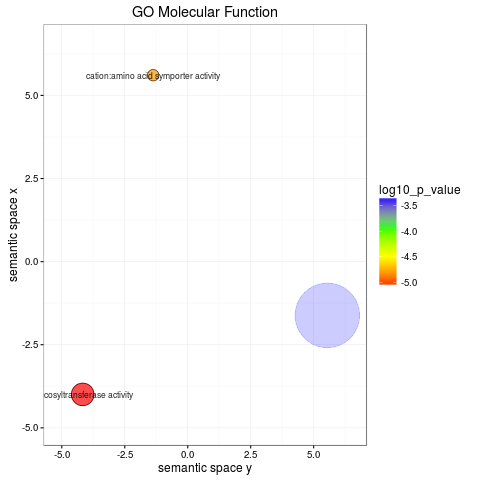 GO Molecular Function
cation:amino acid symporter activity
cosyltransferase activity
5.0
2.5
0.0
-2.5
-5.0
semantic space x
-5.0
-2.5
0.0
2.5
5.0
semantic space y
log10_p_value
-3.5
-4.0
-4.5
-5.0